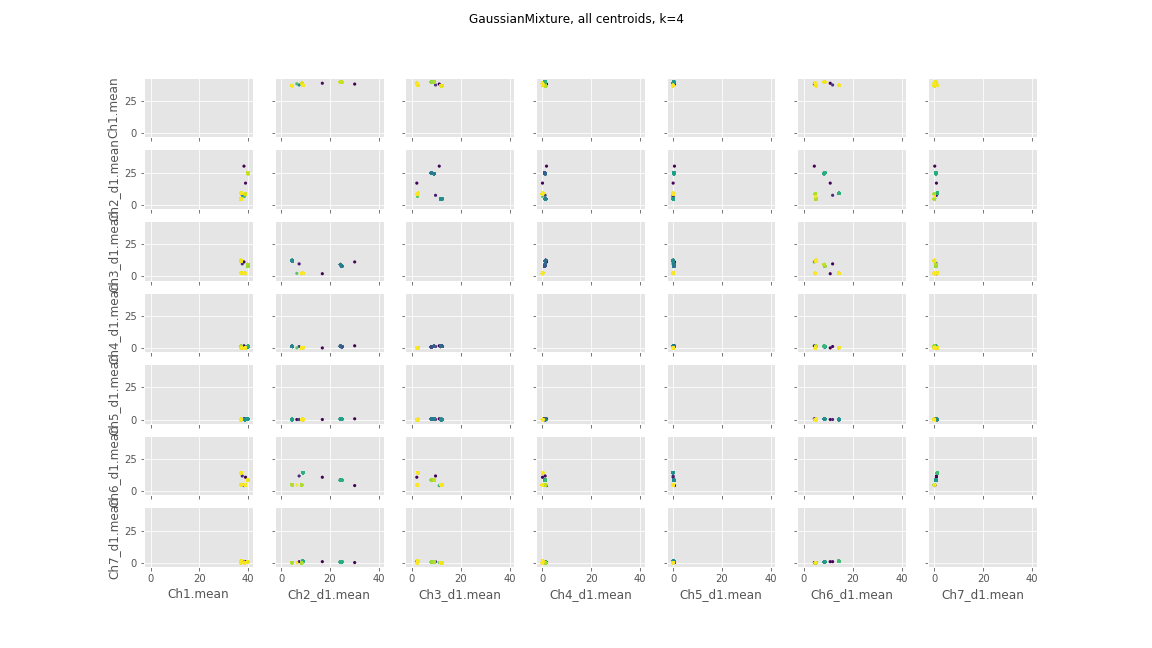 GaussianMixture, all centroids, k=4
Ch1.mean
25
0
Ch2_d1.mean
25
0
Ch3_d1.mean
25
0
Ch4_d1.mean
25
0
Ch5_d1.mean
25
0
Ch6_d1.mean
25
0
Ch7_d1.mean
25
0
0 20 40 0 20 40 0 20 40 0 20 40 0 20 40 0 20 40 0 20 40
Ch1.mean Ch2_d1.mean Ch3_d1.mean Ch4_d1.mean Ch5_d1.mean Ch6_d1.mean Ch7_d1.mean